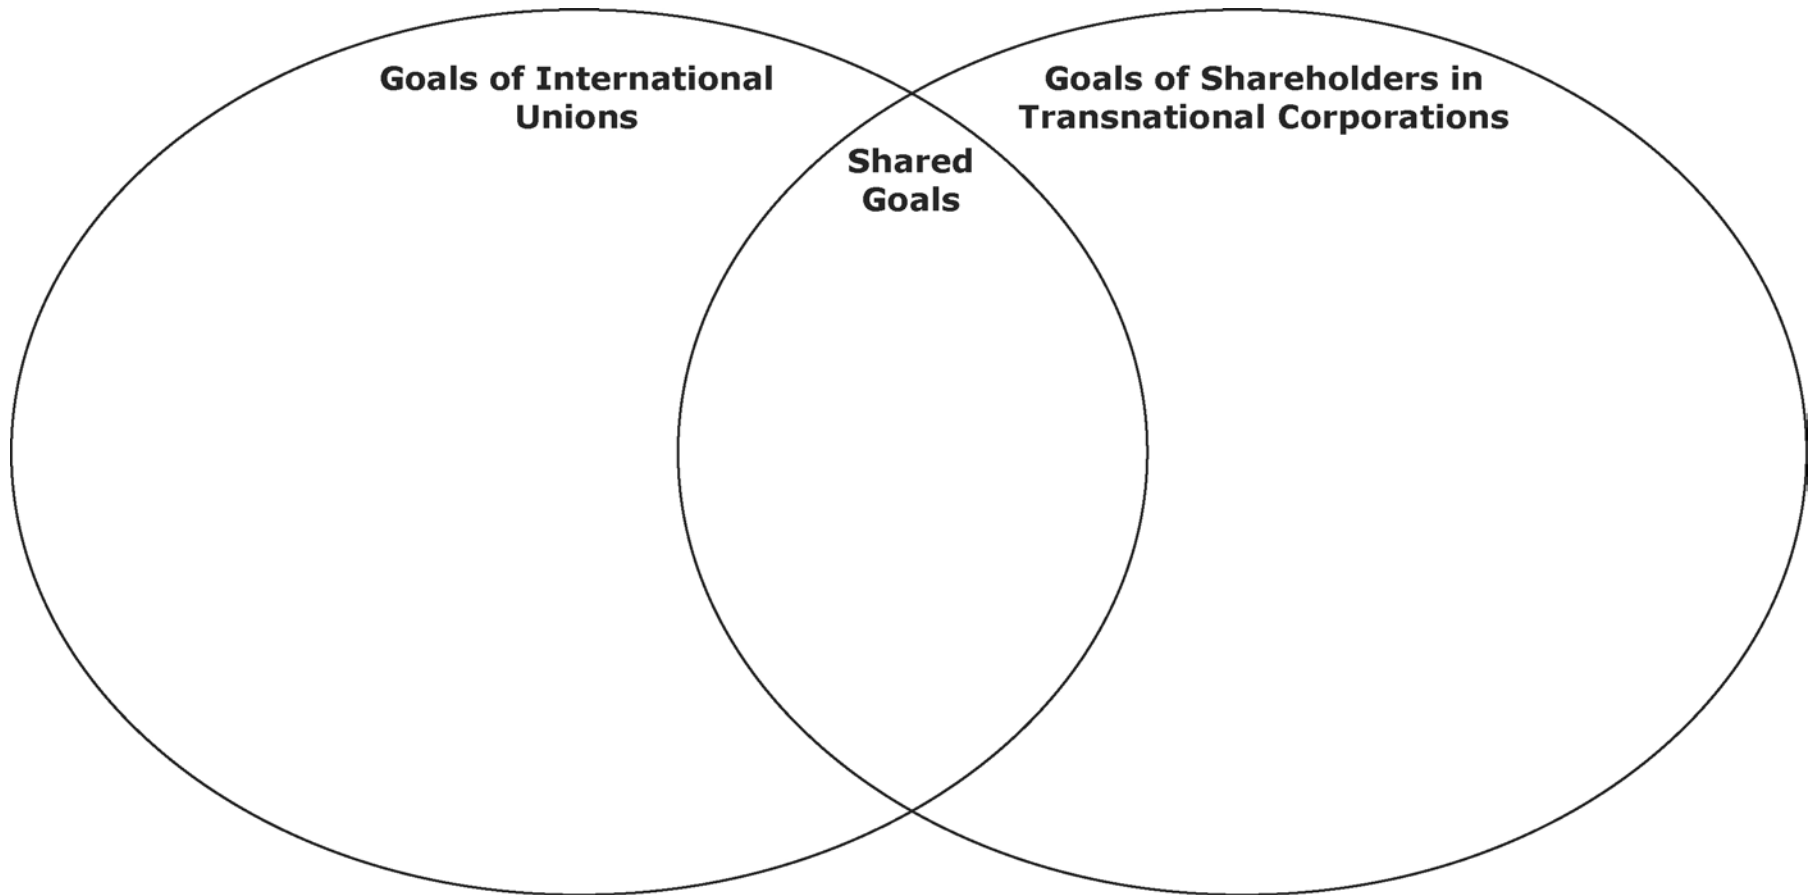 Goals of International
Unions
Shared
Goals
Goals of Shareholders in
Transnational Corporations